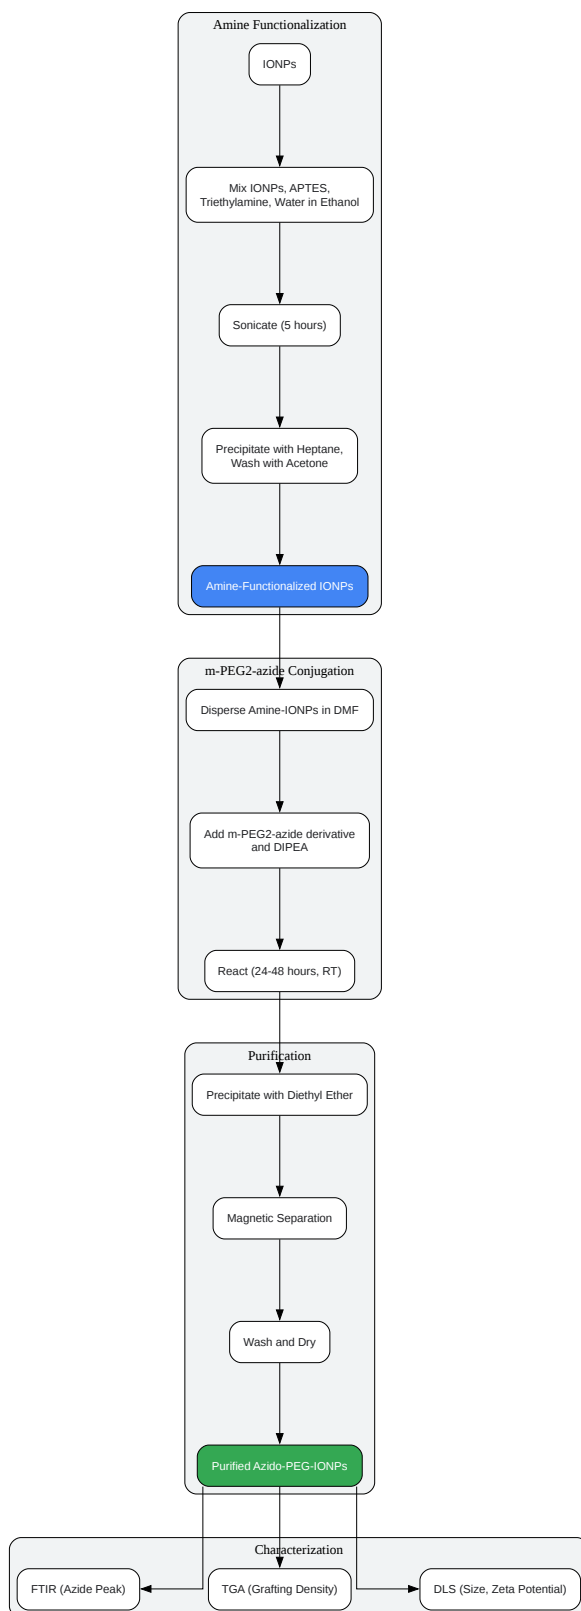 Amine Functionalization
IONPs
Mix IONPs, APTES,
Triethylamine, Water in Ethanol
Sonicate (5 hours)
Precipitate with Heptane,
Wash with Acetone
Amine-Functionalized IONPs
m-PEG2-azide Conjugation
Disperse Amine-IONPs in DMF
Add m-PEG2-azide derivative
and DIPEA
React (24-48 hours, RT)
Purification
Precipitate with Diethyl Ether
Magnetic Separation
Wash and Dry
Purified Azido-PEG-IONPs
Characterization
FTIR (Azide Peak)
TGA (Grafting Density)
DLS (Size, Zeta Potential)